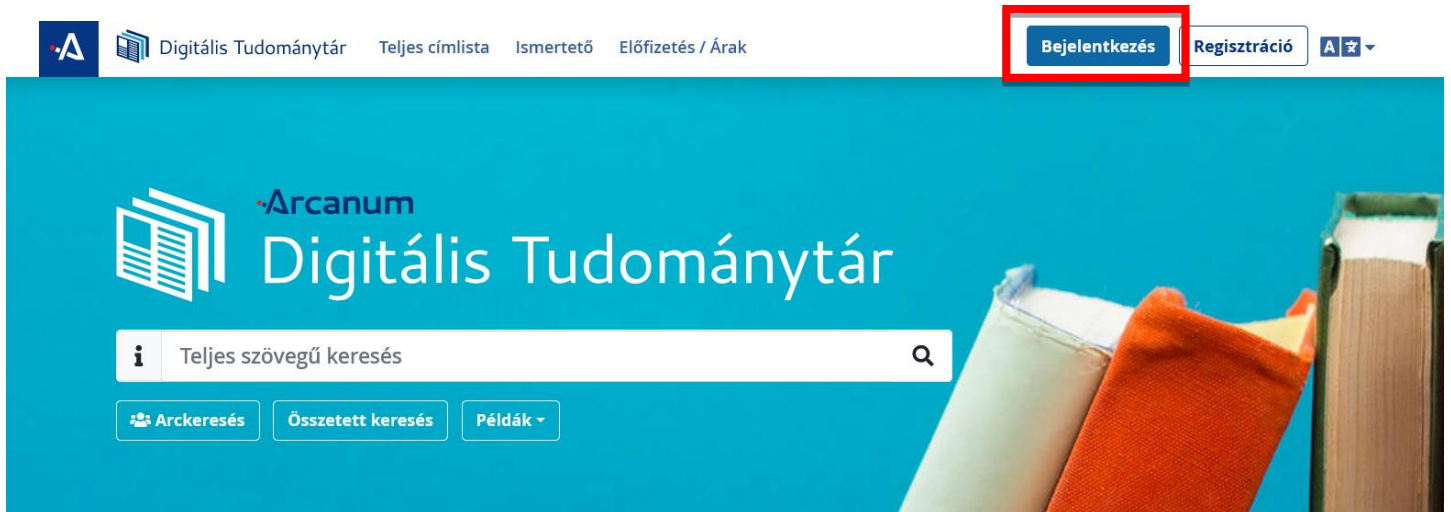 Digitális Tudománytár Teljes címlista Ismertető Előfizetés / Árak Bejelentkezés Regisztráció
Arcanum
Digitális Tudománytár
Teljes szövegű keresés
Arckeresés Összetett keresés Példák